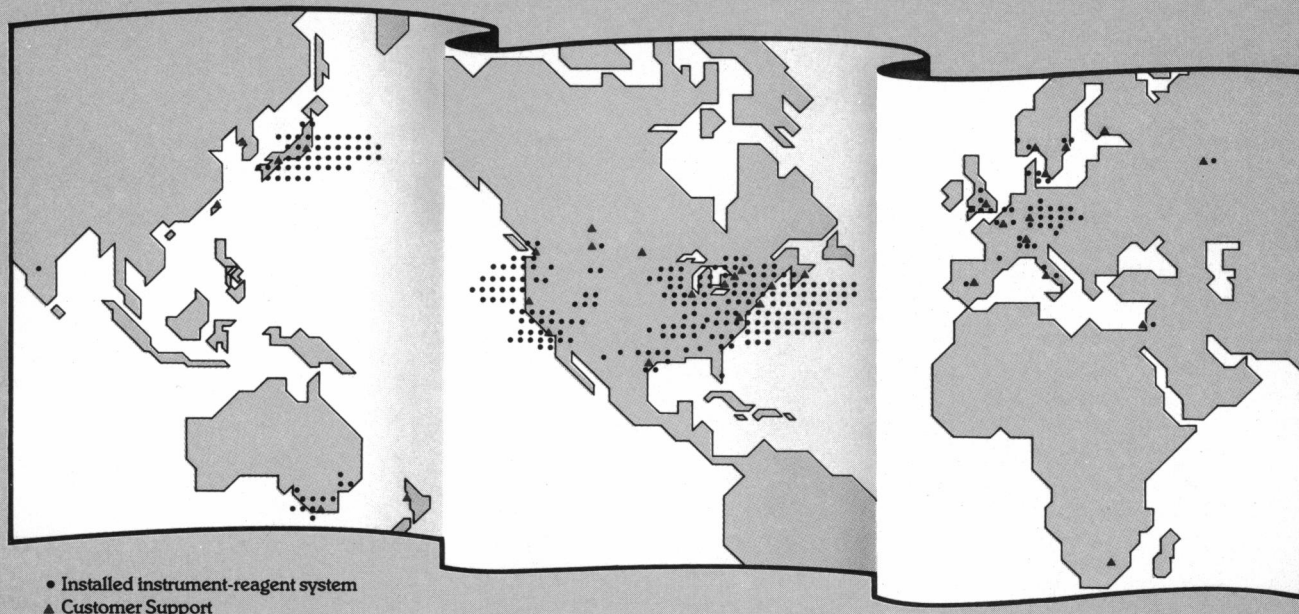 • Installed instrument-reagent system
▲ Customer Support